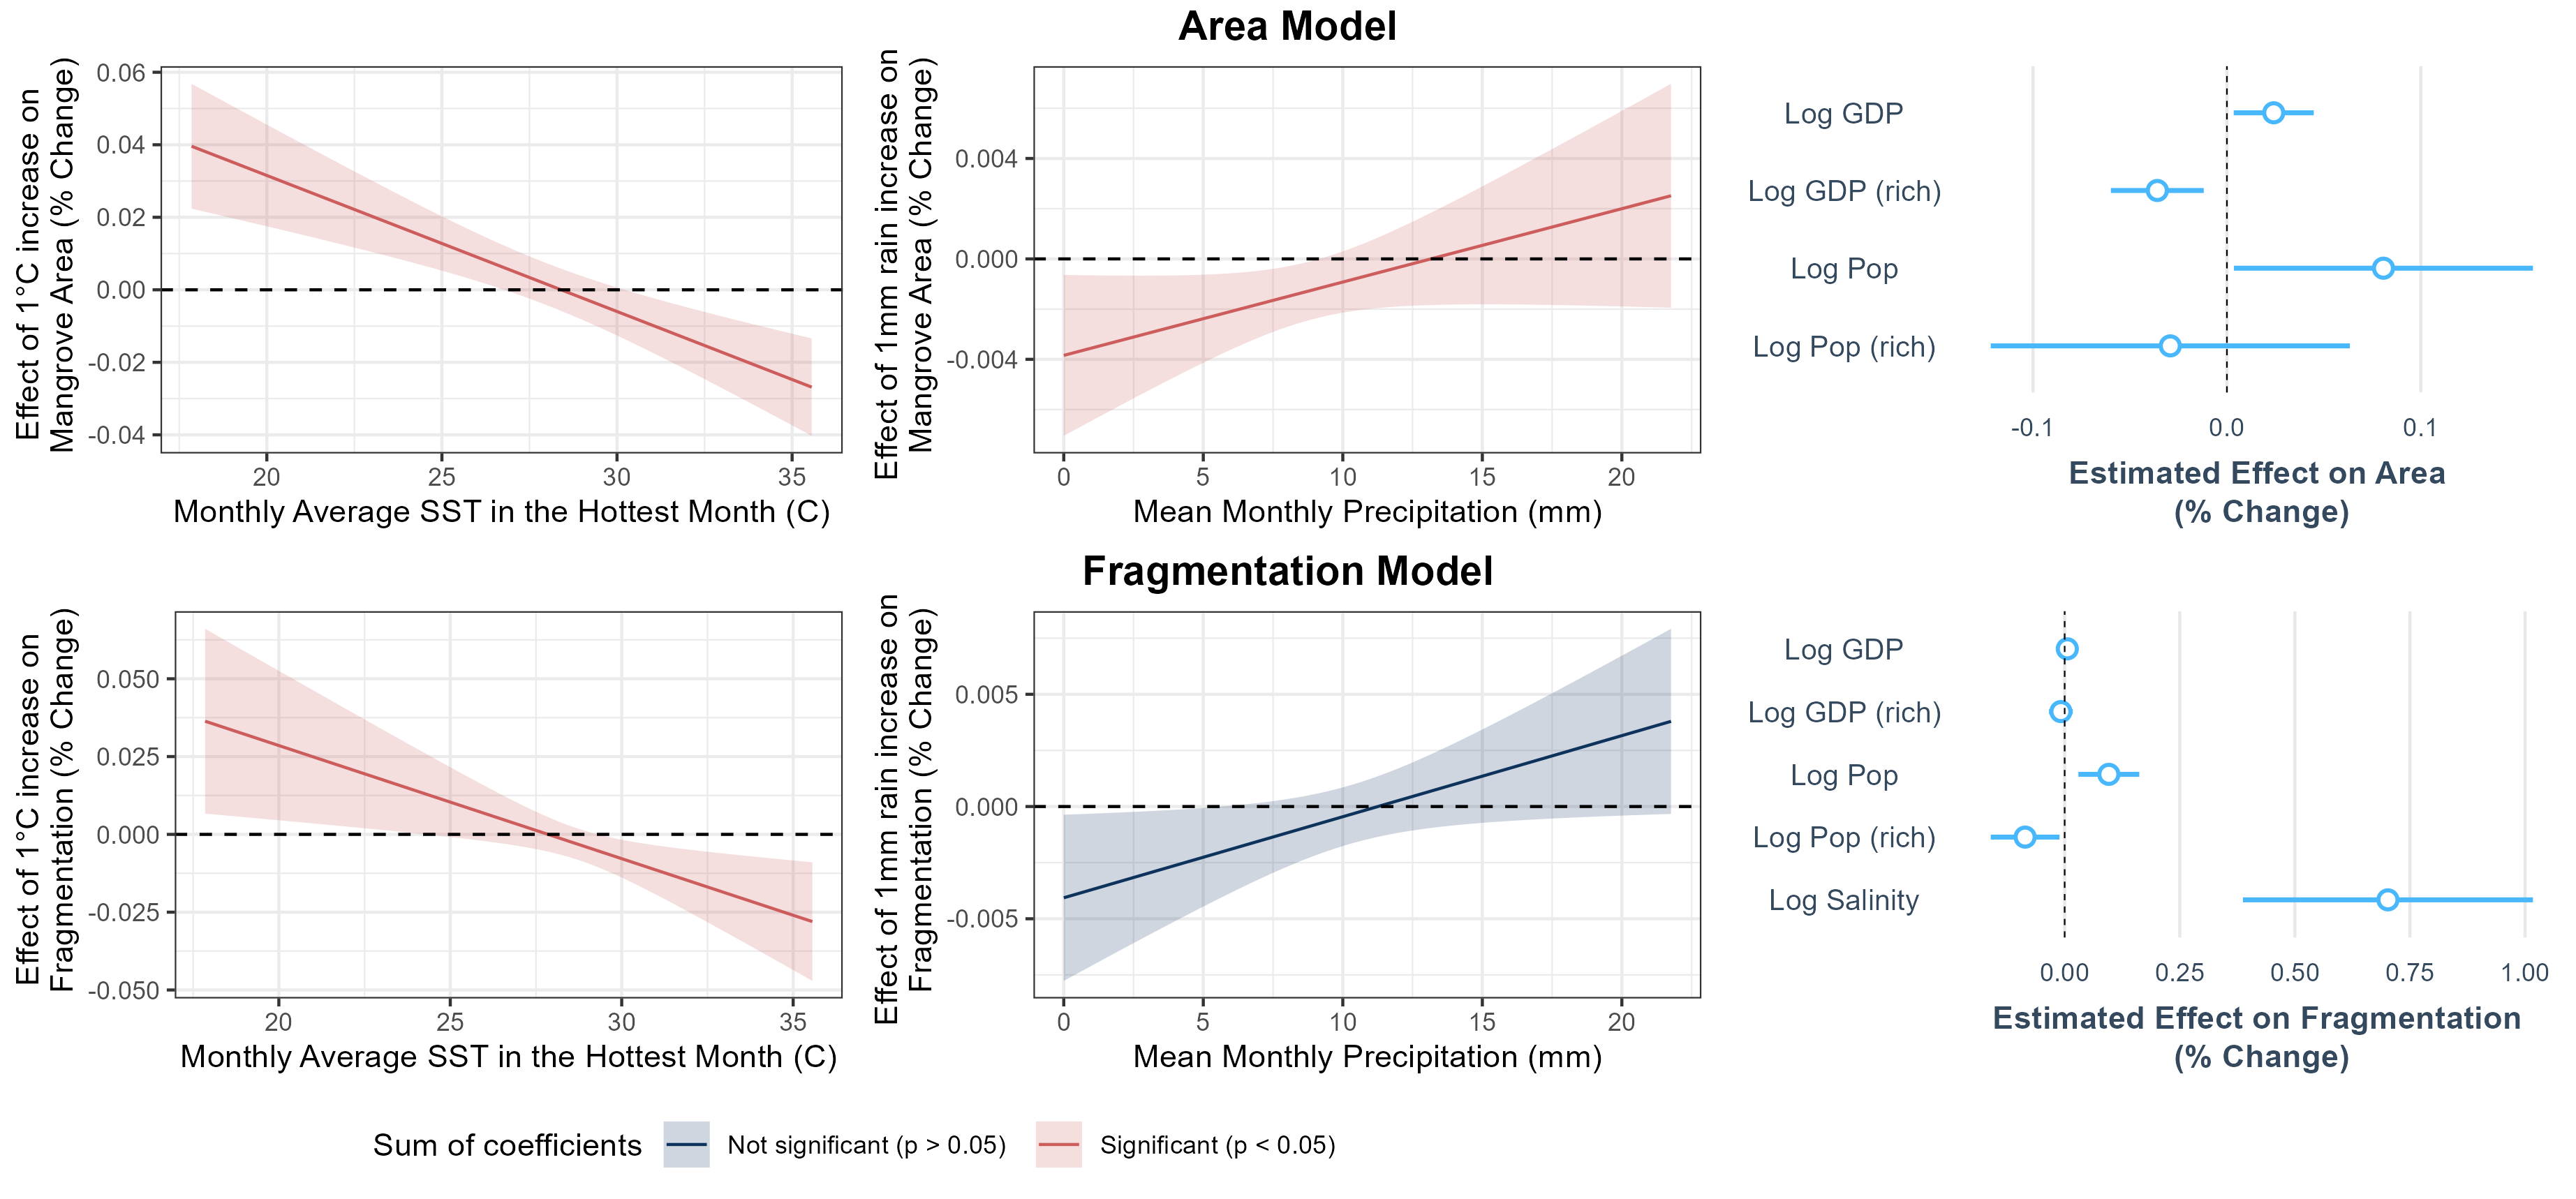 Area Model
Effect of 1°C increase on
Mangrove Area (% Change)
0.06
0.04
0.02
0.00
-0.02
-0.04
20 25 30 35
Monthly Average SST in the Hottest Month (C)
Effect of 1mm rain increase on
Mangrove Area (% Change)
0.004
0.000
-0.004
0 5 10 15 20
Mean Monthly Precipitation (mm)
Log GDP
Log GDP (rich)
Log Pop
Log Pop (rich)
-0.1 0.0 0.1
Estimated Effect on Area
(% Change)
Fragmentation Model
Effect of 1°C increase on
Fragmentation (% Change)
0.050
0.025
0.000
-0.025
-0.050
20 25 30 35
Monthly Average SST in the Hottest Month (C)
Effect of 1mm rain increase on
Fragmentation (% Change)
0.005
0.000
-0.005
0 5 10 15 20
Mean Monthly Precipitation (mm)
Log GDP
Log GDP (rich)
Log Pop
Log Pop (rich)
Log Salinity
0.00 0.25 0.50 0.75 1.00
Estimated Effect on Fragmentation
(% Change)
Sum of coefficients Not significant (p > 0.05) Significant (p < 0.05)